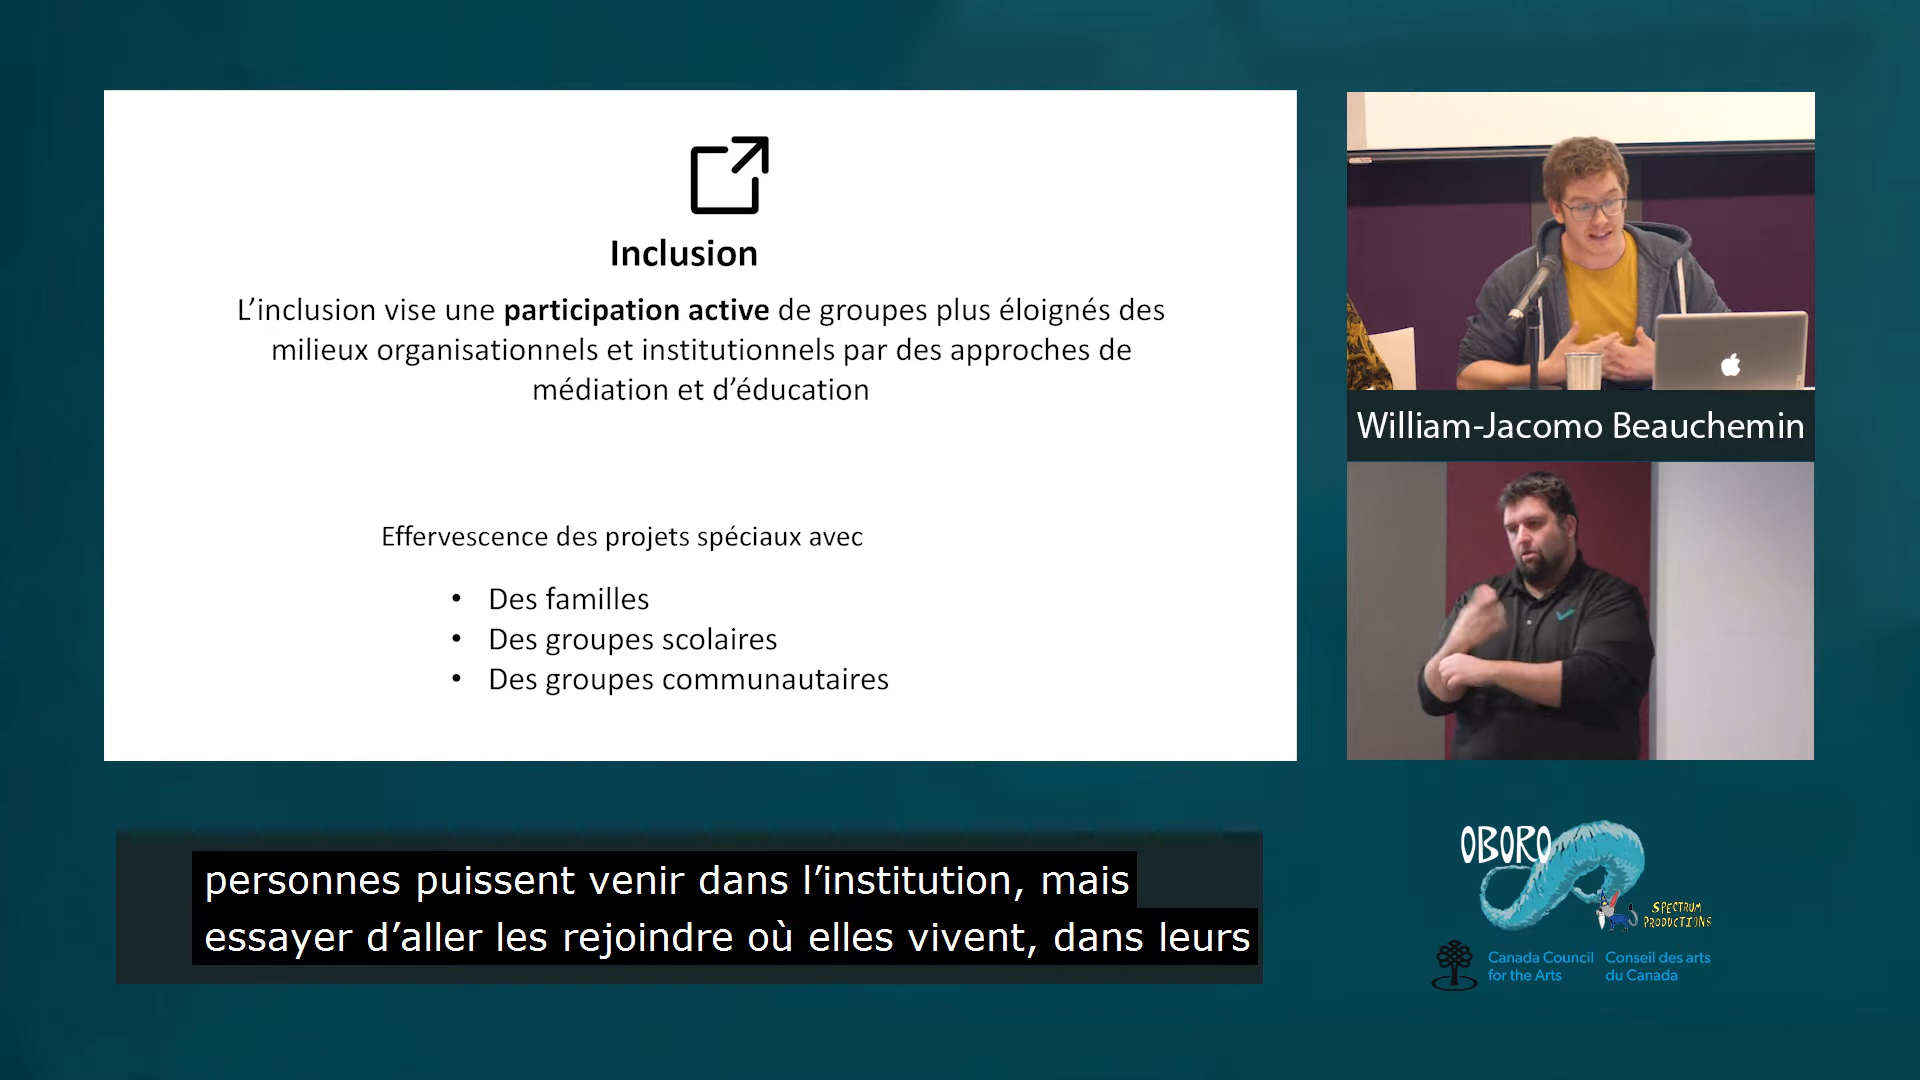 Inclusion
L’inclusion vise une participation active de groupes plus éloignés des
milieux organisationnels et institutionnels par des approches de
médiation et d’éducation
Effervescence des projets spéciaux avec
• Des familles
• Des groupes scolaires
• Des groupes communautaires
William-Jacomo Beauchemin
personnes puissent venir dans l’institution, mais
essayer d’aller les rejoindre où elles vivent, dans leurs
OBORO
SPECTRUM
PRODUCTIONS
Canada Council
for the Arts
Conseil des arts
du Canada